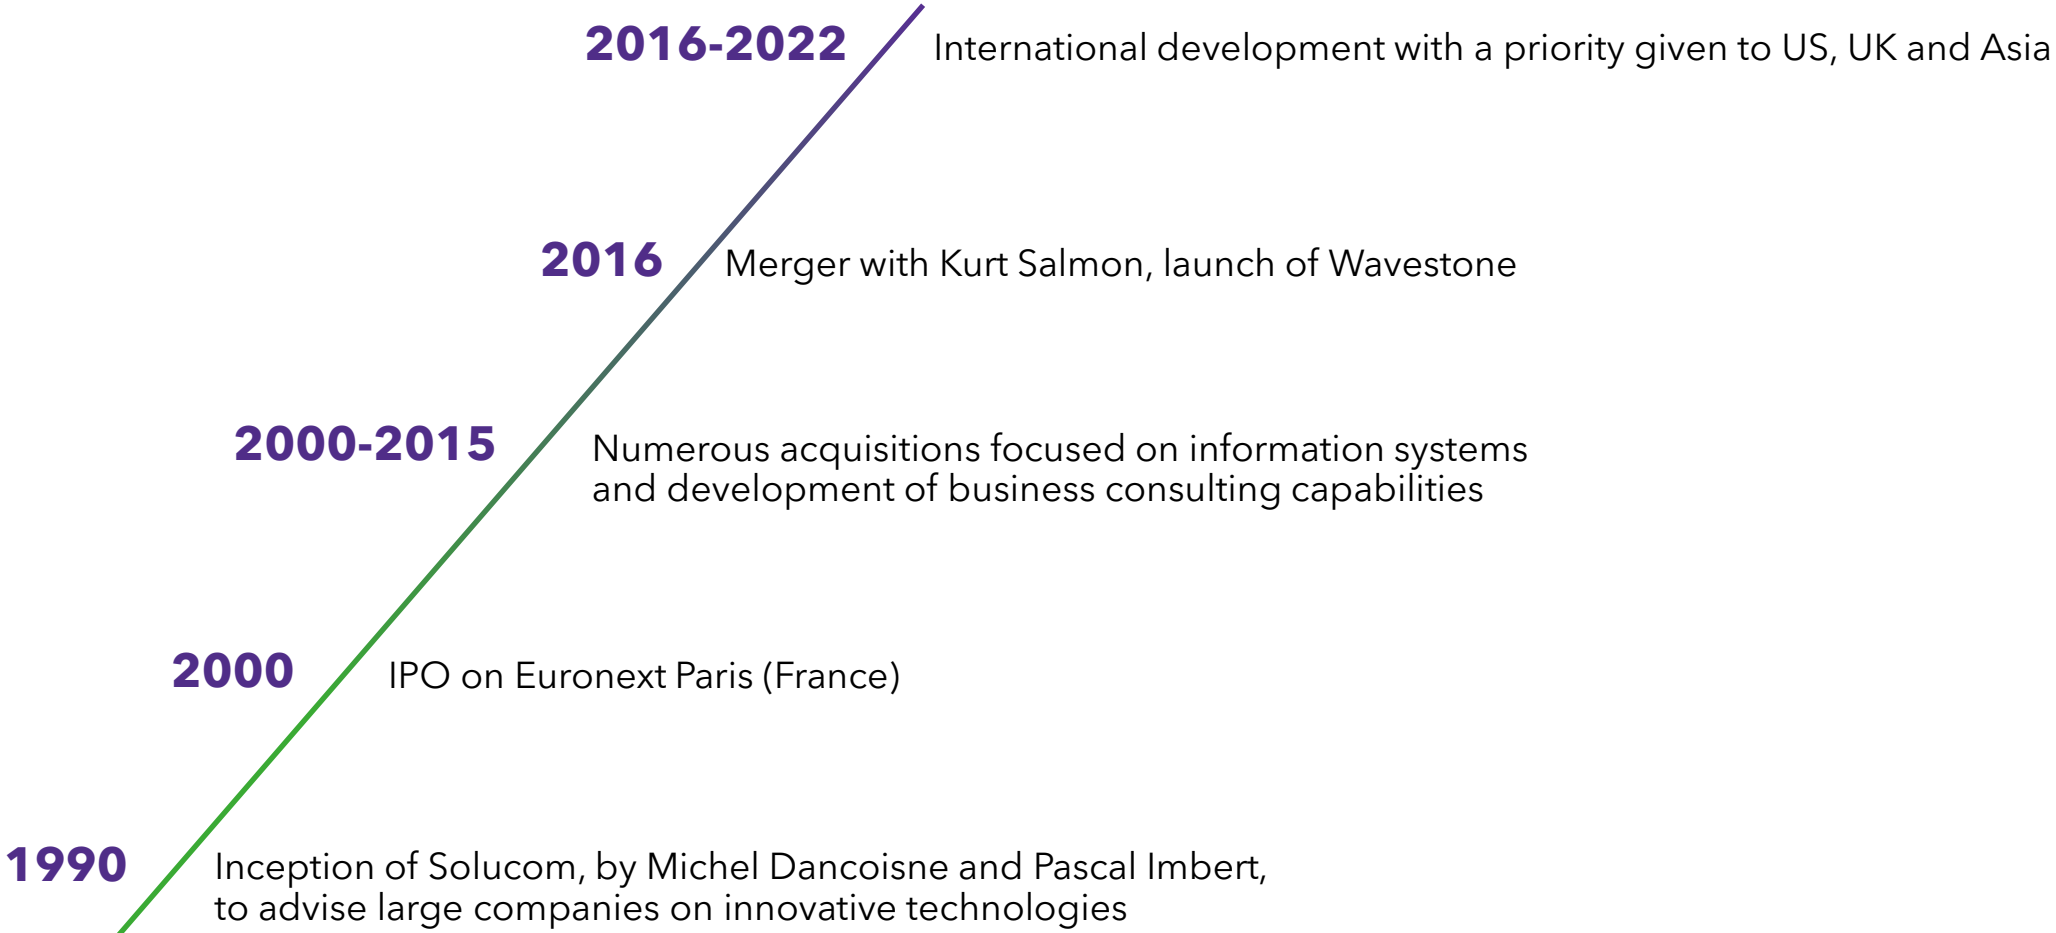 2016-2022 International development with a priority given to US, UK and Asia
2016 Merger with Kurt Salmon, launch of Wavestone
2000-2015 Numerous acquisitions focused on information systems
and development of business consulting capabilities
2000 IPO on Euronext Paris (France)
1990 Inception of Solucom, by Michel Dancoisne and Pascal Imbert,
to advise large companies on innovative technologies